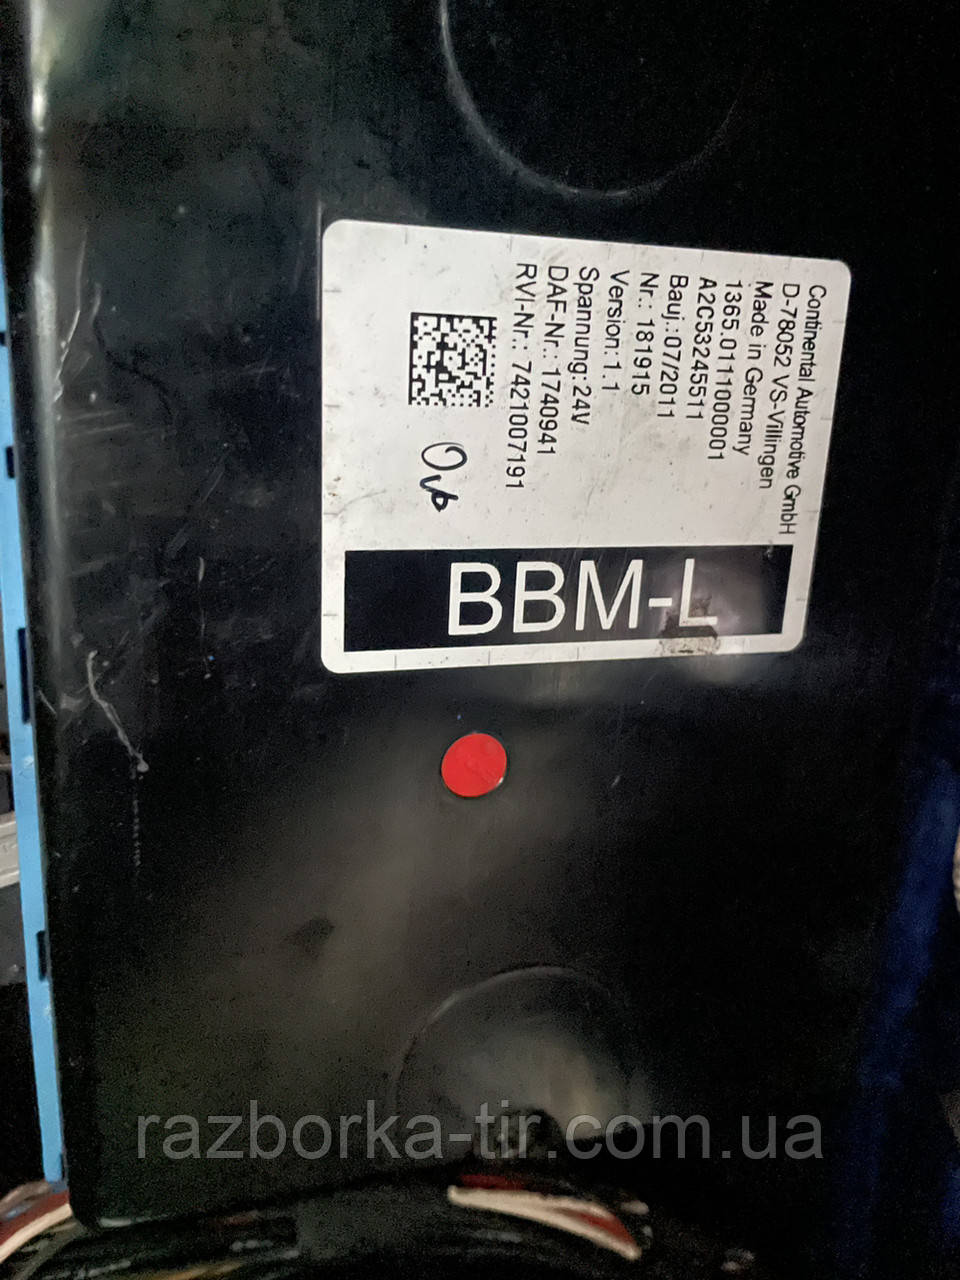 Continental Automotive GmbH
D-78052 VS-Villingen
Made in Germany
1365.0111000001
A2C53245511
Bauj.:07/2011
Nr.: 181915
Version:1.1
Spannung:24V
DAF-Nr.: 1740941
RVI-Nr.: 7421007191
BBM-L
razborka-tir.com.ua